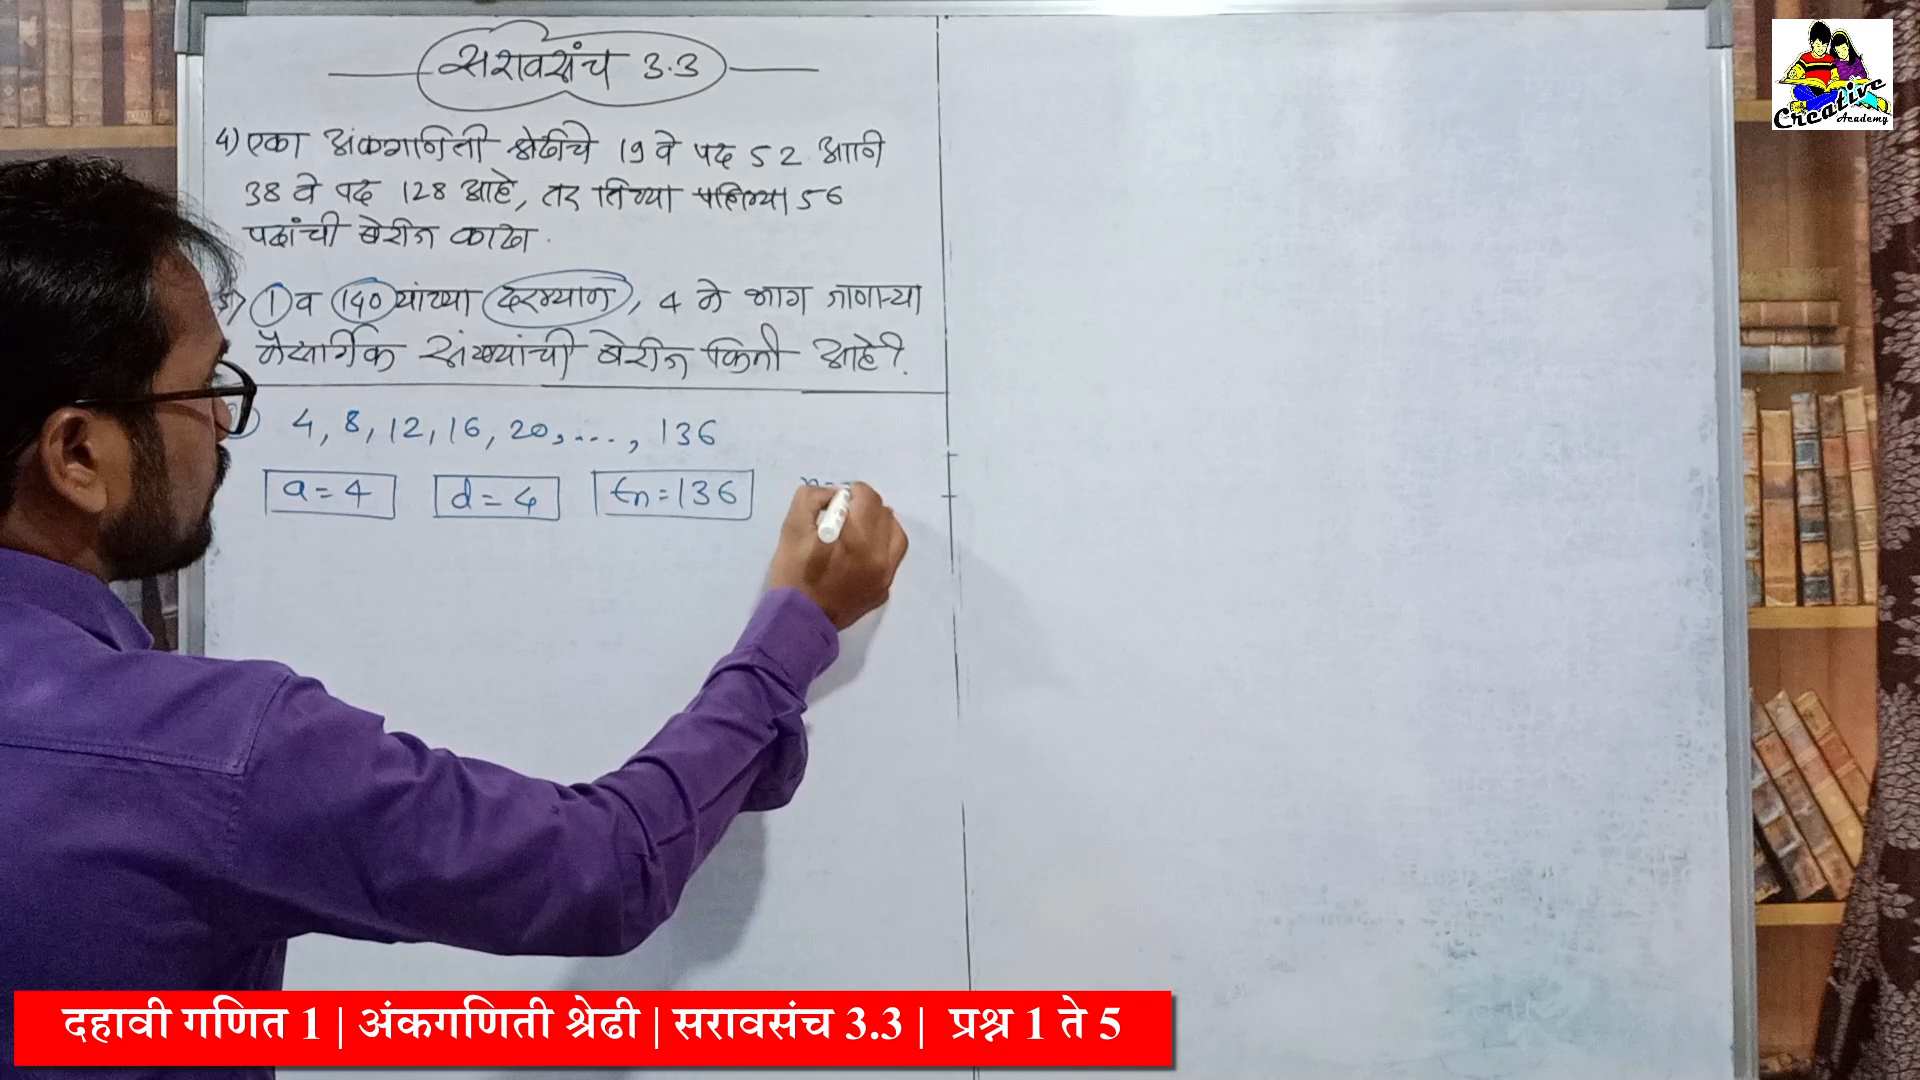 सरावसंच 3.3
4) एका अंकगणिती श्रेढीचे 19 वे पद 52 आणि
38 वे पद 128 आहे, तर तिच्या पहिल्या 56
पदांची बेरीज काढा.
5) 1 व 140 यांच्या दरम्यान, 4 ने भाग जाणाऱ्या
नैसर्गिक संख्यांची बेरीज किती आहे?
4, 8, 12, 16, 20, ...., 136
a = 4 d = 4 tn = 136
Creative
Academy
दहावी गणित 1 | अंकगणिती श्रेढी | सरावसंच 3.3 | प्रश्न 1 ते 5